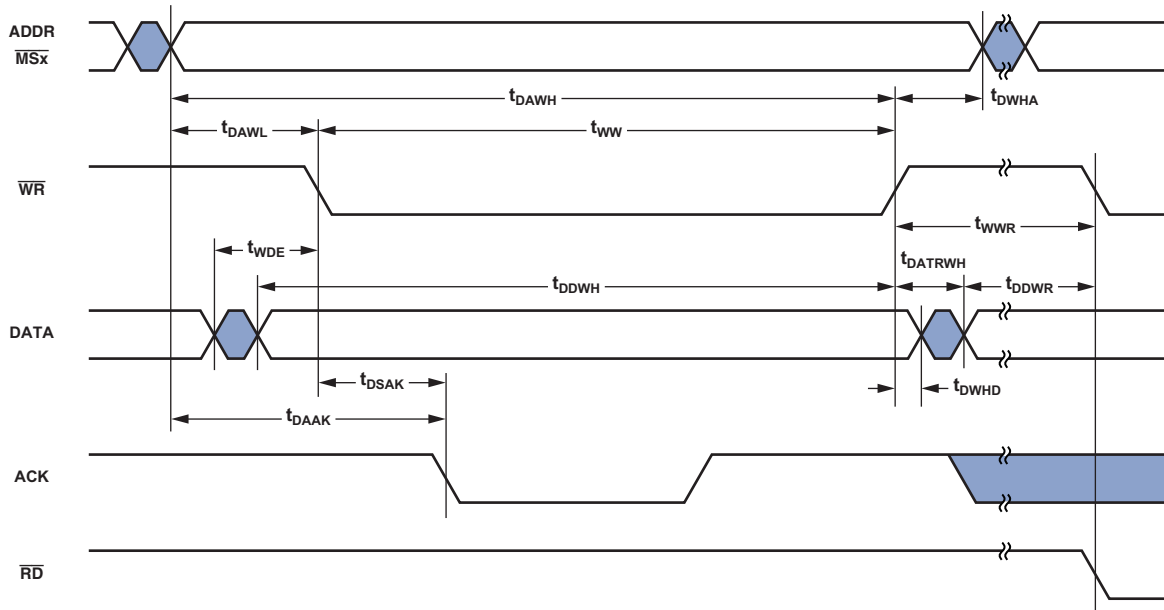 ADDR
MSx
tDAWH
tDWHA
tDAWL
tWW
WR
tWWR
tWDE
tDATRWH
tDDWH
tDDWR
DATA
tDSAK
tDWHD
tDAAK
ACK
RD